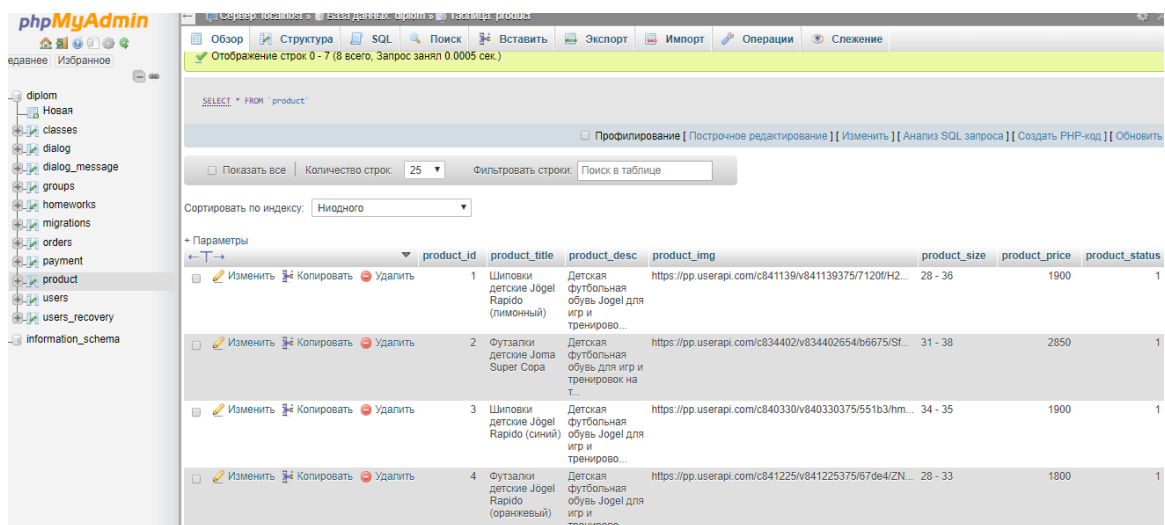 phpMyAdmin
едавнее Избранное
diplom
Новая
classes
dialog
dialog_message
groups
homeworks
migrations
orders
payment
product
users
users_recovery
information_schema
Сервер: localhost » База данных: diplom » Таблица: product
Обзор Структура SQL Поиск Вставить Экспорт Импорт Операции Слежение
Отображение строк 0 - 7 (8 всего, Запрос занял 0.0005 сек.)
SELECT * FROM `product`
Профилирование [ Построчное редактирование ] [ Изменить ] [ Анализ SQL запроса ] [ Создать PHP-код ] [ Обновить
Показать все Количество строк: 25 Фильтровать строки: Поиск в таблице
Сортировать по индексу: Ниодного
+ Параметры
←T→ product_id product_title product_desc product_img product_size product_price product_status
Изменить Копировать Удалить 1 Шиповки Детская https://pp.userapi.com/c841139/v841139375/7120f/H2... 28 - 36 1900 1
детские Jögel футбольная
Rapido обувь Jogel для
(лимонный) игр и
тренирово...
Изменить Копировать Удалить 2 Футзалки Детская https://pp.userapi.com/c834402/v834402654/b6675/Sf... 31 - 38 2850 1
детские Joma футбольная
Super Copa обувь для игр и
тренировок на
т...
Изменить Копировать Удалить 3 Шиповки Детская https://pp.userapi.com/c840330/v840330375/551b3/hm... 34 - 35 1900 1
детские Jögel футбольная
Rapido (синий) обувь Jogel для
игр и
тренирово...
Изменить Копировать Удалить 4 Футзалки Детская https://pp.userapi.com/c841225/v841225375/67de4/ZN... 28 - 33 1800 1
детские Jögel футбольная
Rapido обувь Jogel для
(оранжевый) игр и